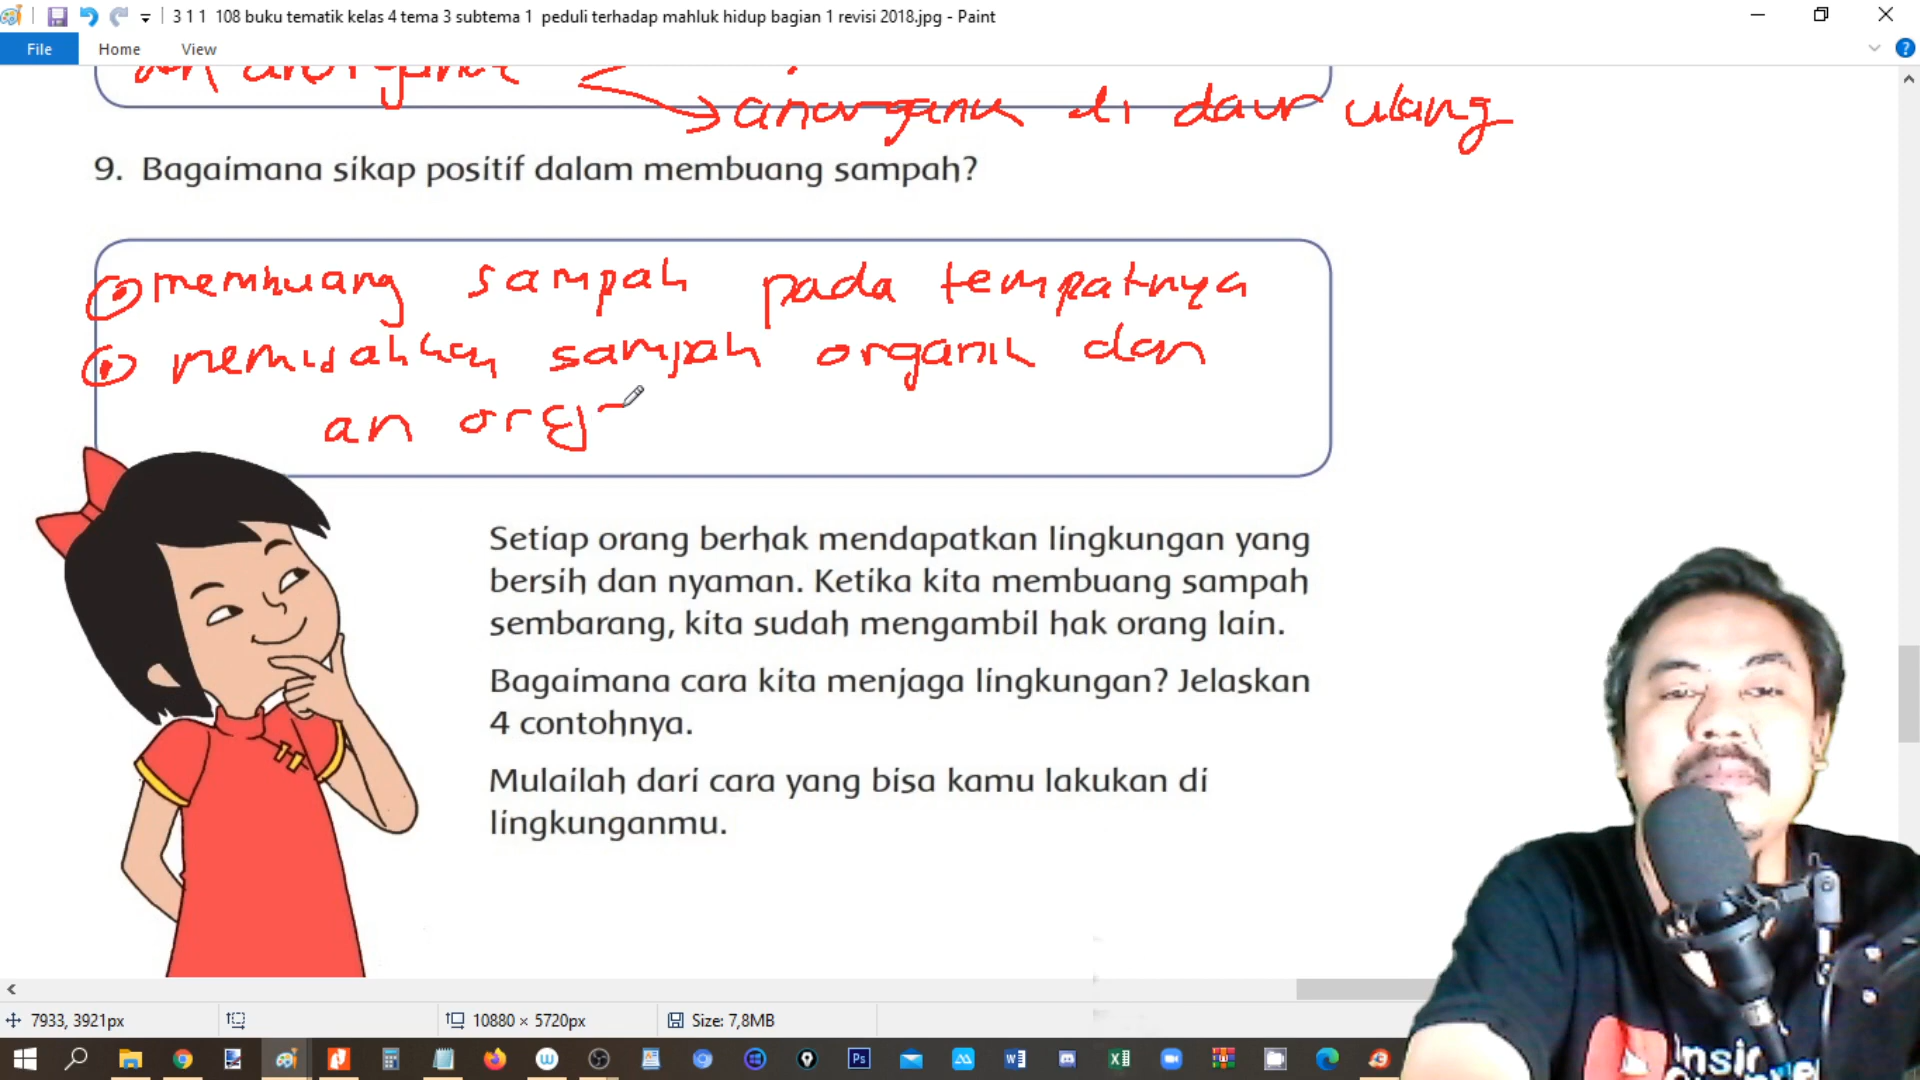 3 1 1 108 buku tematik kelas 4 tema 3 subtema 1 peduli terhadap mahluk hidup bagian 1 revisi 2018.jpg - Paint
File Home View
dan anorganik
anorganik di daur ulang
9. Bagaimana sikap positif dalam membuang sampah?
membuang sampah pada tempatnya
memisahkan sampah organik dan
an org
Setiap orang berhak mendapatkan lingkungan yang
bersih dan nyaman. Ketika kita membuang sampah
sembarang, kita sudah mengambil hak orang lain.
Bagaimana cara kita menjaga lingkungan? Jelaskan
4 contohnya.
Mulailah dari cara yang bisa kamu lakukan di
lingkunganmu.
7933, 3921px 10880 × 5720px Size: 7,8MB
Ps